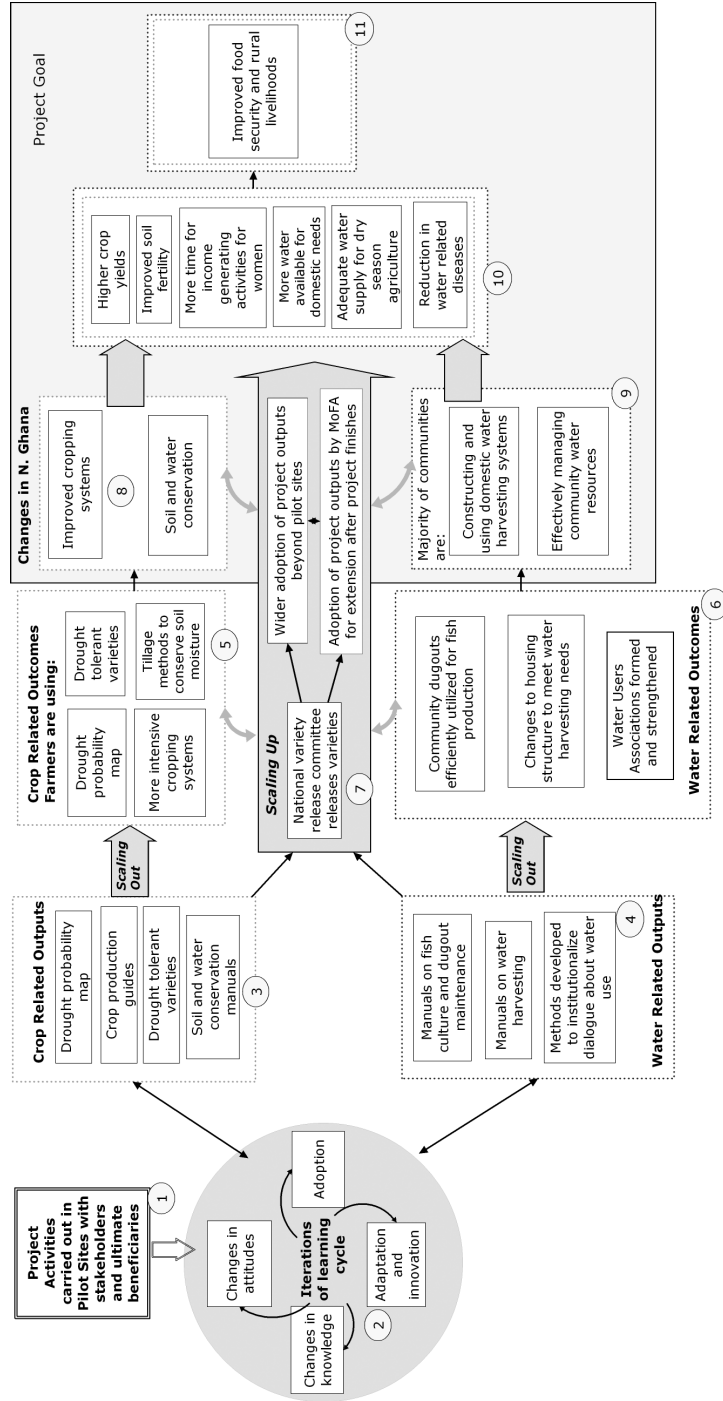 Project
Activities
carried out in
Pilot Sites with
stakeholders
and ultimate
beneficiaries
1
Changes in
attitudes
Adoption
Iterations
of learning
cycle
Changes in
knowledge
Adaptation
and
innovation
2
Crop Related Outputs
Drought probability
map
Crop production
guides
Drought tolerant
varieties
Soil and water
conservation
manuals
3
Manuals on fish
culture and dugout
maintenance
Manuals on water
harvesting
Methods developed
to institutionalize
dialogue about water
use
4
Water Related Outputs
Scaling
Out
Scaling
Out
Crop Related Outcomes
Farmers are using:
Drought
probability
map
Drought
tolerant
varieties
More intensive
cropping
systems
Tillage
methods to
conserve soil
moisture
5
Scaling Up
National variety
release committee
releases varieties
7
Wider adoption of project outputs
beyond pilot sites
Adoption of project outputs by MoFA
for extension after project finishes
Community dugouts
efficiently utilized for fish
production
Changes to housing
structure to meet water
harvesting needs
Water Users
Associations formed
and strengthened
6
Water Related Outcomes
Changes in N. Ghana
Improved cropping
systems
8
Soil and water
conservation
Majority of communities
are:
Constructing and
using domestic water
harvesting systems
Effectively managing
community water
resources
9
Higher crop
yields
Improved soil
fertility
More time for
income
generating
activities for
women
More water
available for
domestic needs
Adequate water
supply for dry
season
agriculture
Reduction in
water related
diseases
10
Project Goal
Improved food
security and rural
livelihoods
11